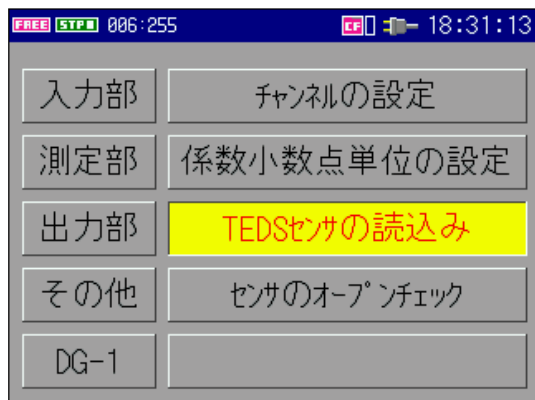 FREE STPⅡ 006:255 CF 18:31:13
入力部 チャンネルの設定
測定部 係数小数点単位の設定
出力部 TEDSセンサの読込み
その他 センサのオープンチェック
DG-1